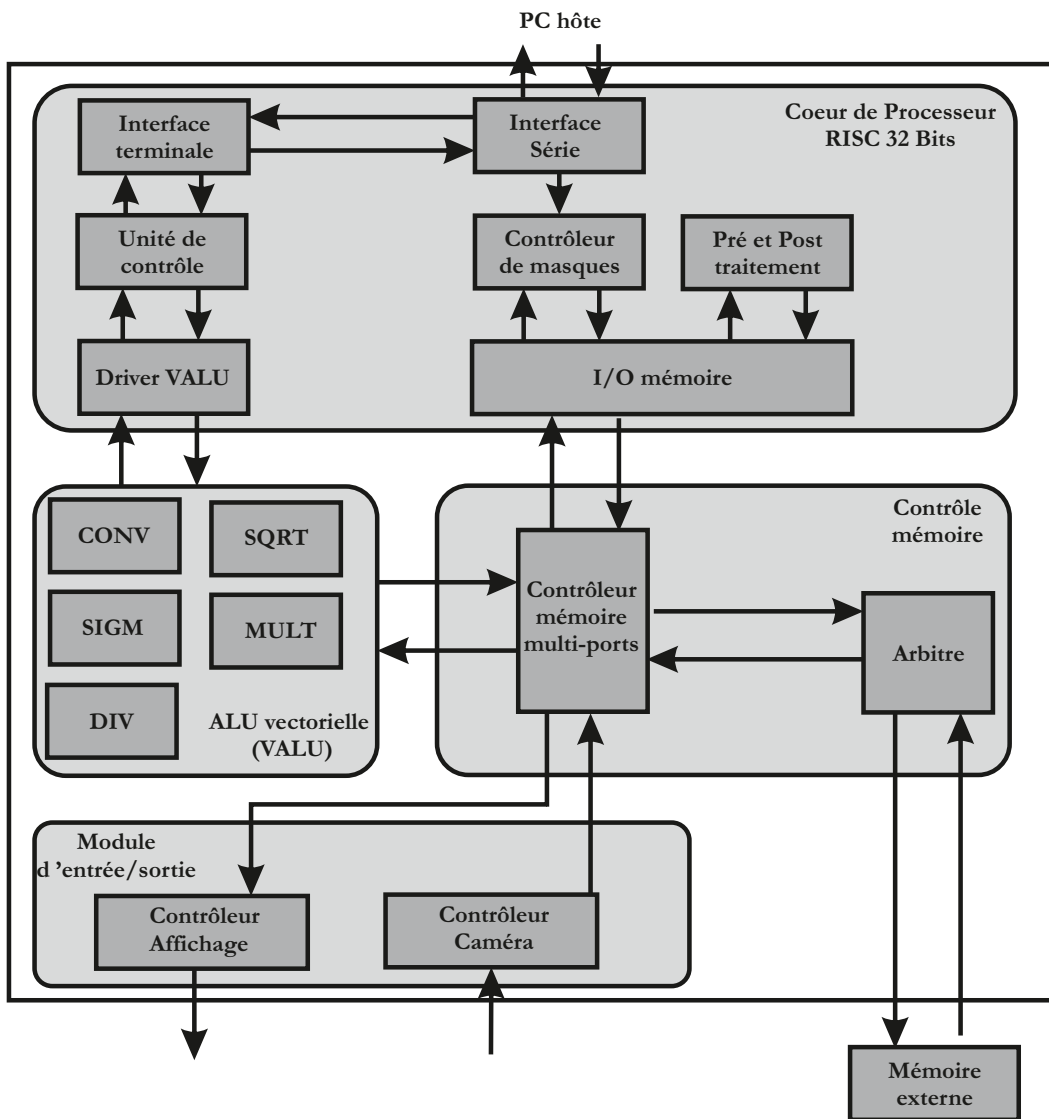 PC hôte
Coeur de Processeur
RISC 32 Bits
Interface
terminale
Interface
Série
Unité de
contrôle
Contrôleur
de masques
Pré et Post
traitement
Driver VALU
I/O mémoire
CONV
SQRT
SIGM
MULT
DIV
ALU vectorielle
(VALU)
Contrôle
mémoire
Contrôleur
mémoire
multi-ports
Arbitre
Module
d ’entrée/sortie
Contrôleur
Affichage
Contrôleur
Caméra
Mémoire
externe